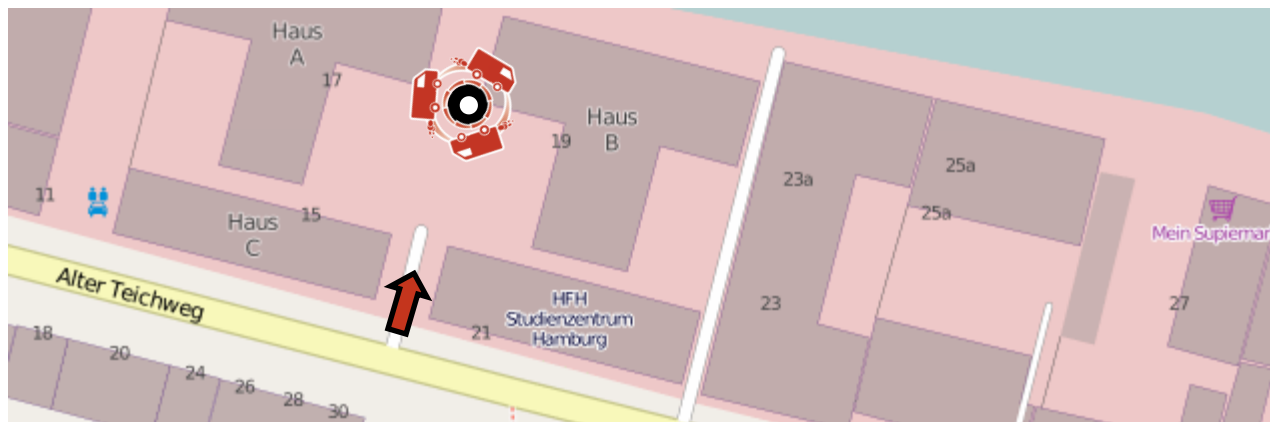 Haus
A
17
Haus
B
19
23a
25a
25a
11
Haus
C
15
Mein Supiemar
Alter Teichweg
HFH
Studienzentrum
Hamburg
21
23
27
18
20
24
26
28
30